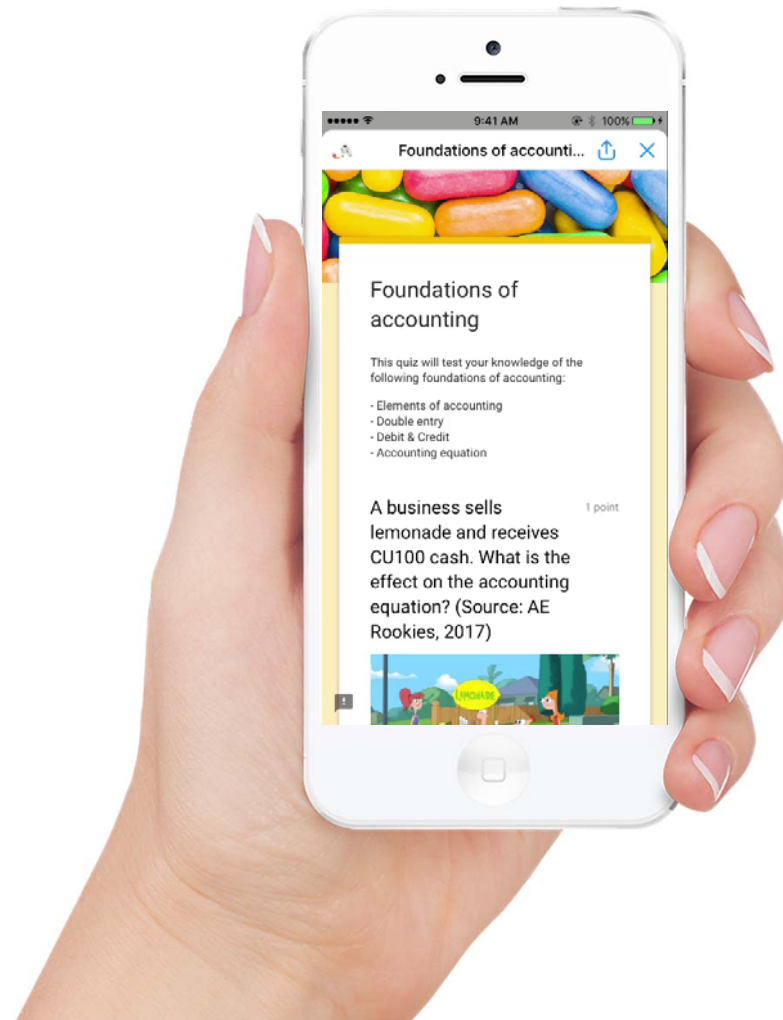 9:41 AM
100%
Foundations of accounti...
Foundations of
accounting
This quiz will test your knowledge of the
following foundations of accounting:
- Elements of accounting
- Double entry
- Debit & Credit
- Accounting equation
A business sells
1 point
lemonade and receives
CU100 cash. What is the
effect on the accounting
equation? (Source: AE
Rookies, 2017)
LEMONADE